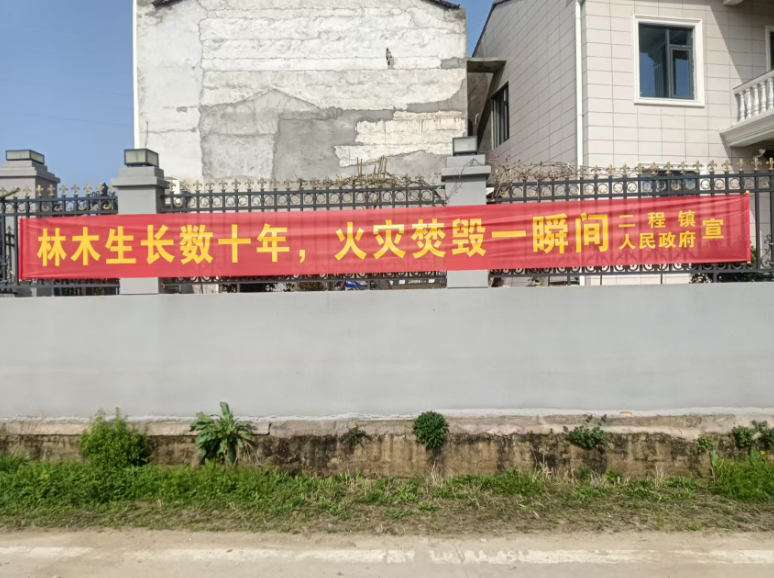 林木生长数十年，火灾焚毁一瞬间
二程镇
人民政府
宣